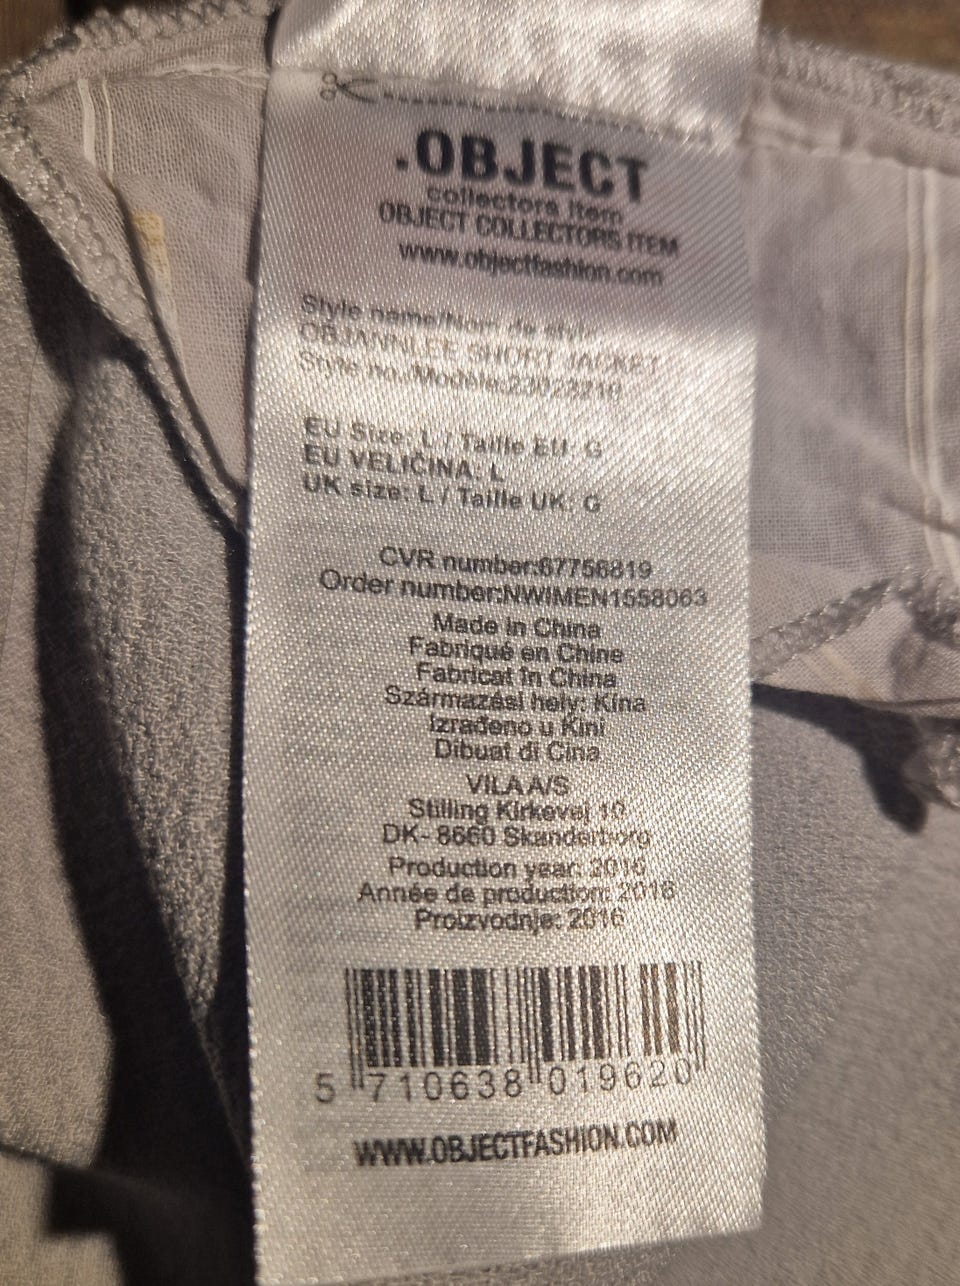 .OBJECT
collectors item
OBJECT COLLECTORS ITEM
www.objectfashion.com
Style name/Nom de style:
OBJANNLEE SHORT JACKET
Style no./Modèle:
EU Size: L / Taille EU: G
EU VELIČINA: L
UK size: L / Taille UK: G
CVR number:67756819
Order number:NWIMEN1558063
Made in China
Fabriqué en Chine
Fabricat în China
Származási hely: Kína
Izrađeno u Kini
Dibuat di Cina
VILA A/S
Stilling Kirkevej 10
DK- 8660 Skanderborg
Production year: 2016
Année de production: 2016
Proizvodnje: 2016
5 710638 019620
WWW.OBJECTFASHION.COM